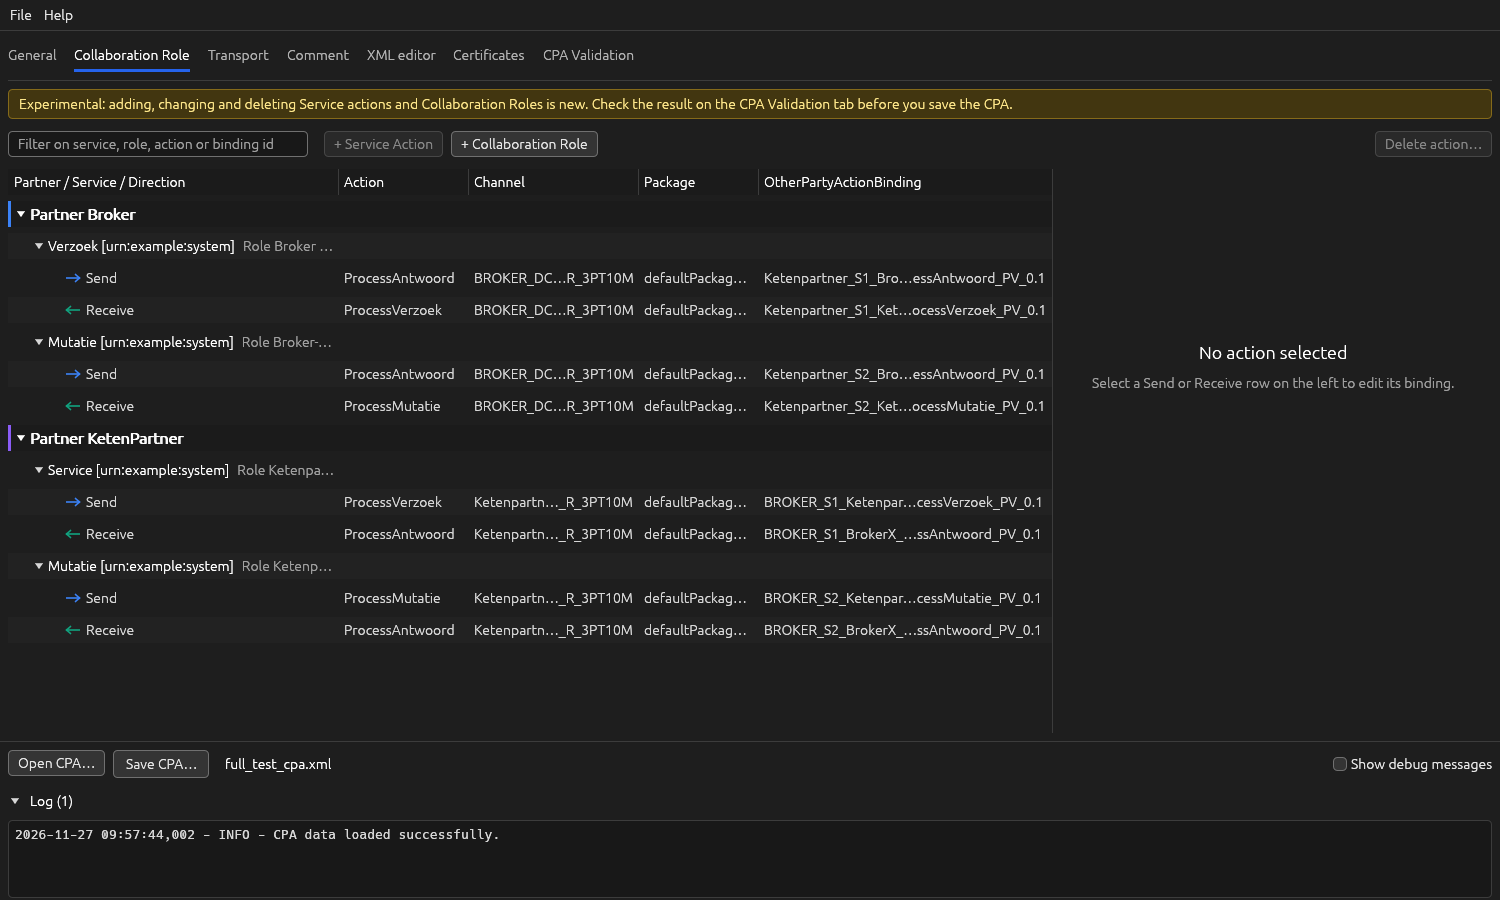 File Help
General Collaboration Role Transport Comment XML editor Certificates CPA Validation
Experimental: adding, changing and deleting Service actions and Collaboration Roles is new. Check the result on the CPA Validation tab before you save the CPA.
Filter on service, role, action or binding id + Service Action + Collaboration Role Delete action...
Partner / Service / Direction Action Channel Package OtherPartyActionBinding
Partner Broker
Verzoek [urn:example:system] Role Broker ...
→ Send ProcessAntwoord BROKER_DC...R_3PT10M defaultPackag... Ketenpartner_S1_Bro...essAntwoord_PV_0.1
← Receive ProcessVerzoek BROKER_DC...R_3PT10M defaultPackag... Ketenpartner_S1_Ket...ocessVerzoek_PV_0.1
Mutatie [urn:example:system] Role Broker-...
→ Send ProcessAntwoord BROKER_DC...R_3PT10M defaultPackag... Ketenpartner_S2_Bro...essAntwoord_PV_0.1
← Receive ProcessMutatie BROKER_DC...R_3PT10M defaultPackag... Ketenpartner_S2_Ket...ocessMutatie_PV_0.1
Partner KetenPartner
Service [urn:example:system] Role Ketenpa...
→ Send ProcessVerzoek Ketenpartn..._R_3PT10M defaultPackag... BROKER_S1_Ketenpar...cessVerzoek_PV_0.1
← Receive ProcessAntwoord Ketenpartn..._R_3PT10M defaultPackag... BROKER_S1_BrokerX_...ssAntwoord_PV_0.1
Mutatie [urn:example:system] Role Ketenp...
→ Send ProcessMutatie Ketenpartn..._R_3PT10M defaultPackag... BROKER_S2_Ketenpar...cessMutatie_PV_0.1
← Receive ProcessAntwoord Ketenpartn..._R_3PT10M defaultPackag... BROKER_S2_BrokerX_...ssAntwoord_PV_0.1
No action selected
Select a Send or Receive row on the left to edit its binding.
Open CPA... Save CPA... full_test_cpa.xml Show debug messages
Log (1)
2026-11-27 09:57:44,002 - INFO - CPA data loaded successfully.